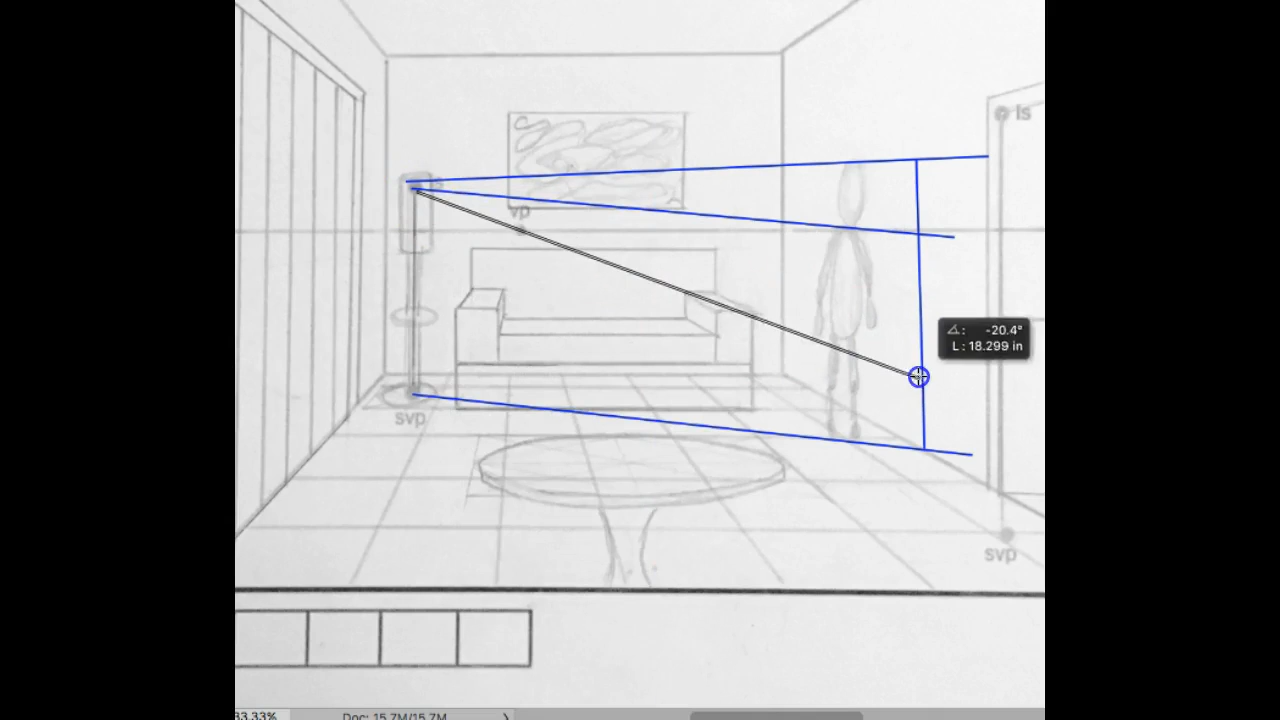 ls
vp
∠: -20.4°
L: 18.299 in
svp
svp
33.33% Doc: 15.7M/15.7M